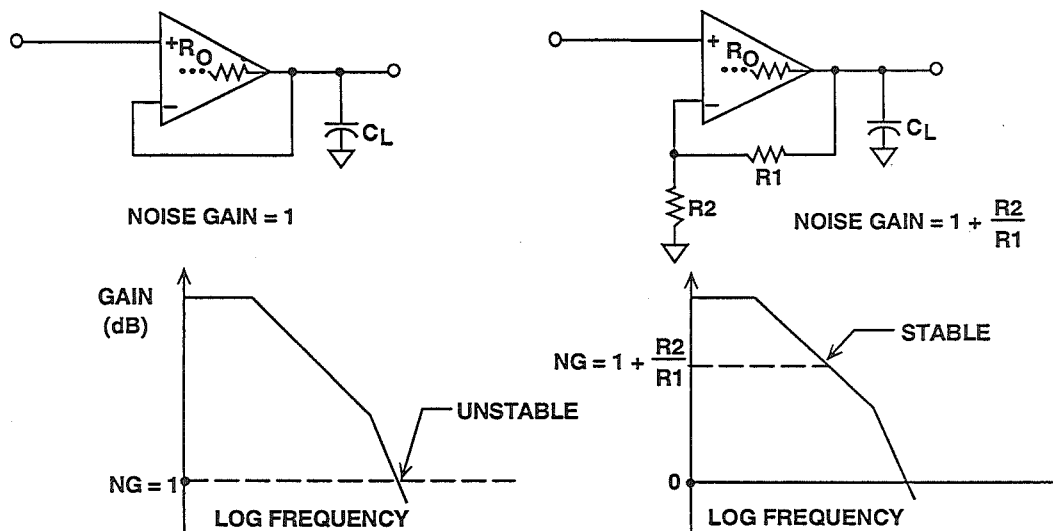 +
R_O
−
C_L
NOISE GAIN = 1
+
R_O
−
C_L
R1
R2
NOISE GAIN = 1 + R2/R1
GAIN
(dB)
UNSTABLE
NG = 1
LOG FREQUENCY
STABLE
NG = 1 + R2/R1
0
LOG FREQUENCY